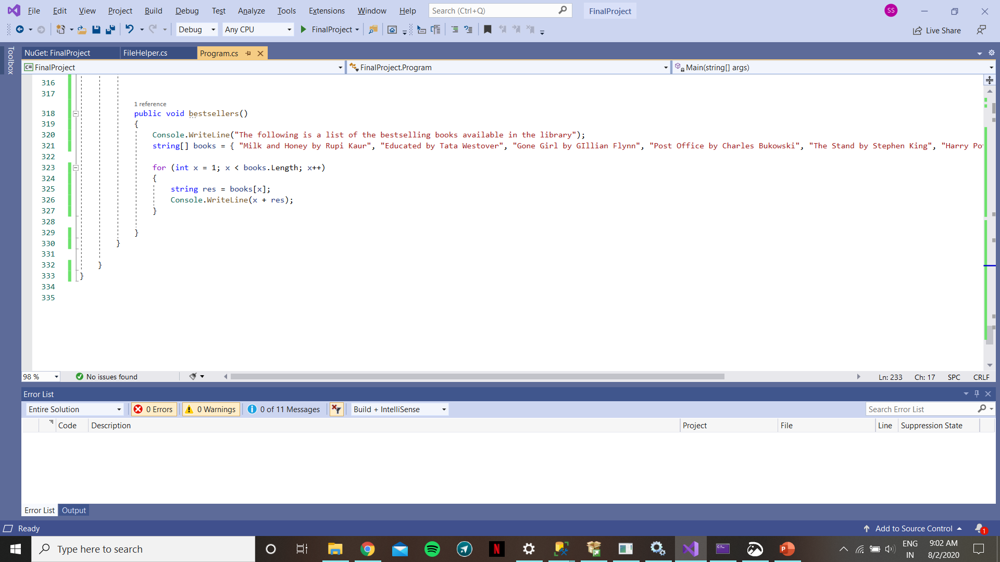 File Edit View Project Build Debug Test Analyze Tools Extensions Window Help Search (Ctrl+Q) FinalProject SS
Debug Any CPU FinalProject Live Share
Toolbox
NuGet: FinalProject FileHelper.cs Program.cs
C# FinalProject FinalProject.Program Main(string[] args)
316
317
1 reference
318 public void bestsellers()
319 {
320 Console.WriteLine("The following is a list of the bestselling books available in the library");
321 string[] books = { "Milk and Honey by Rupi Kaur", "Educated by Tata Westover", "Gone Girl by GIllian Flynn", "Post Office by Charles Bukowski", "The Stand by Stephen King", "Harry Po
322
323 for (int x = 1; x < books.Length; x++)
324 {
325 string res = books[x];
326 Console.WriteLine(x + res);
327 }
328
329 }
330 }
331
332 }
333 }
334
335
98 % No issues found Ln: 233 Ch: 17 SPC CRLF
Error List
Entire Solution 0 Errors 0 Warnings 0 of 11 Messages Build + IntelliSense Search Error List
Code Description Project File Line Suppression State
Error List Output
Ready Add to Source Control 1
Type here to search N P ENG 9:02 AM
IN 8/2/2020